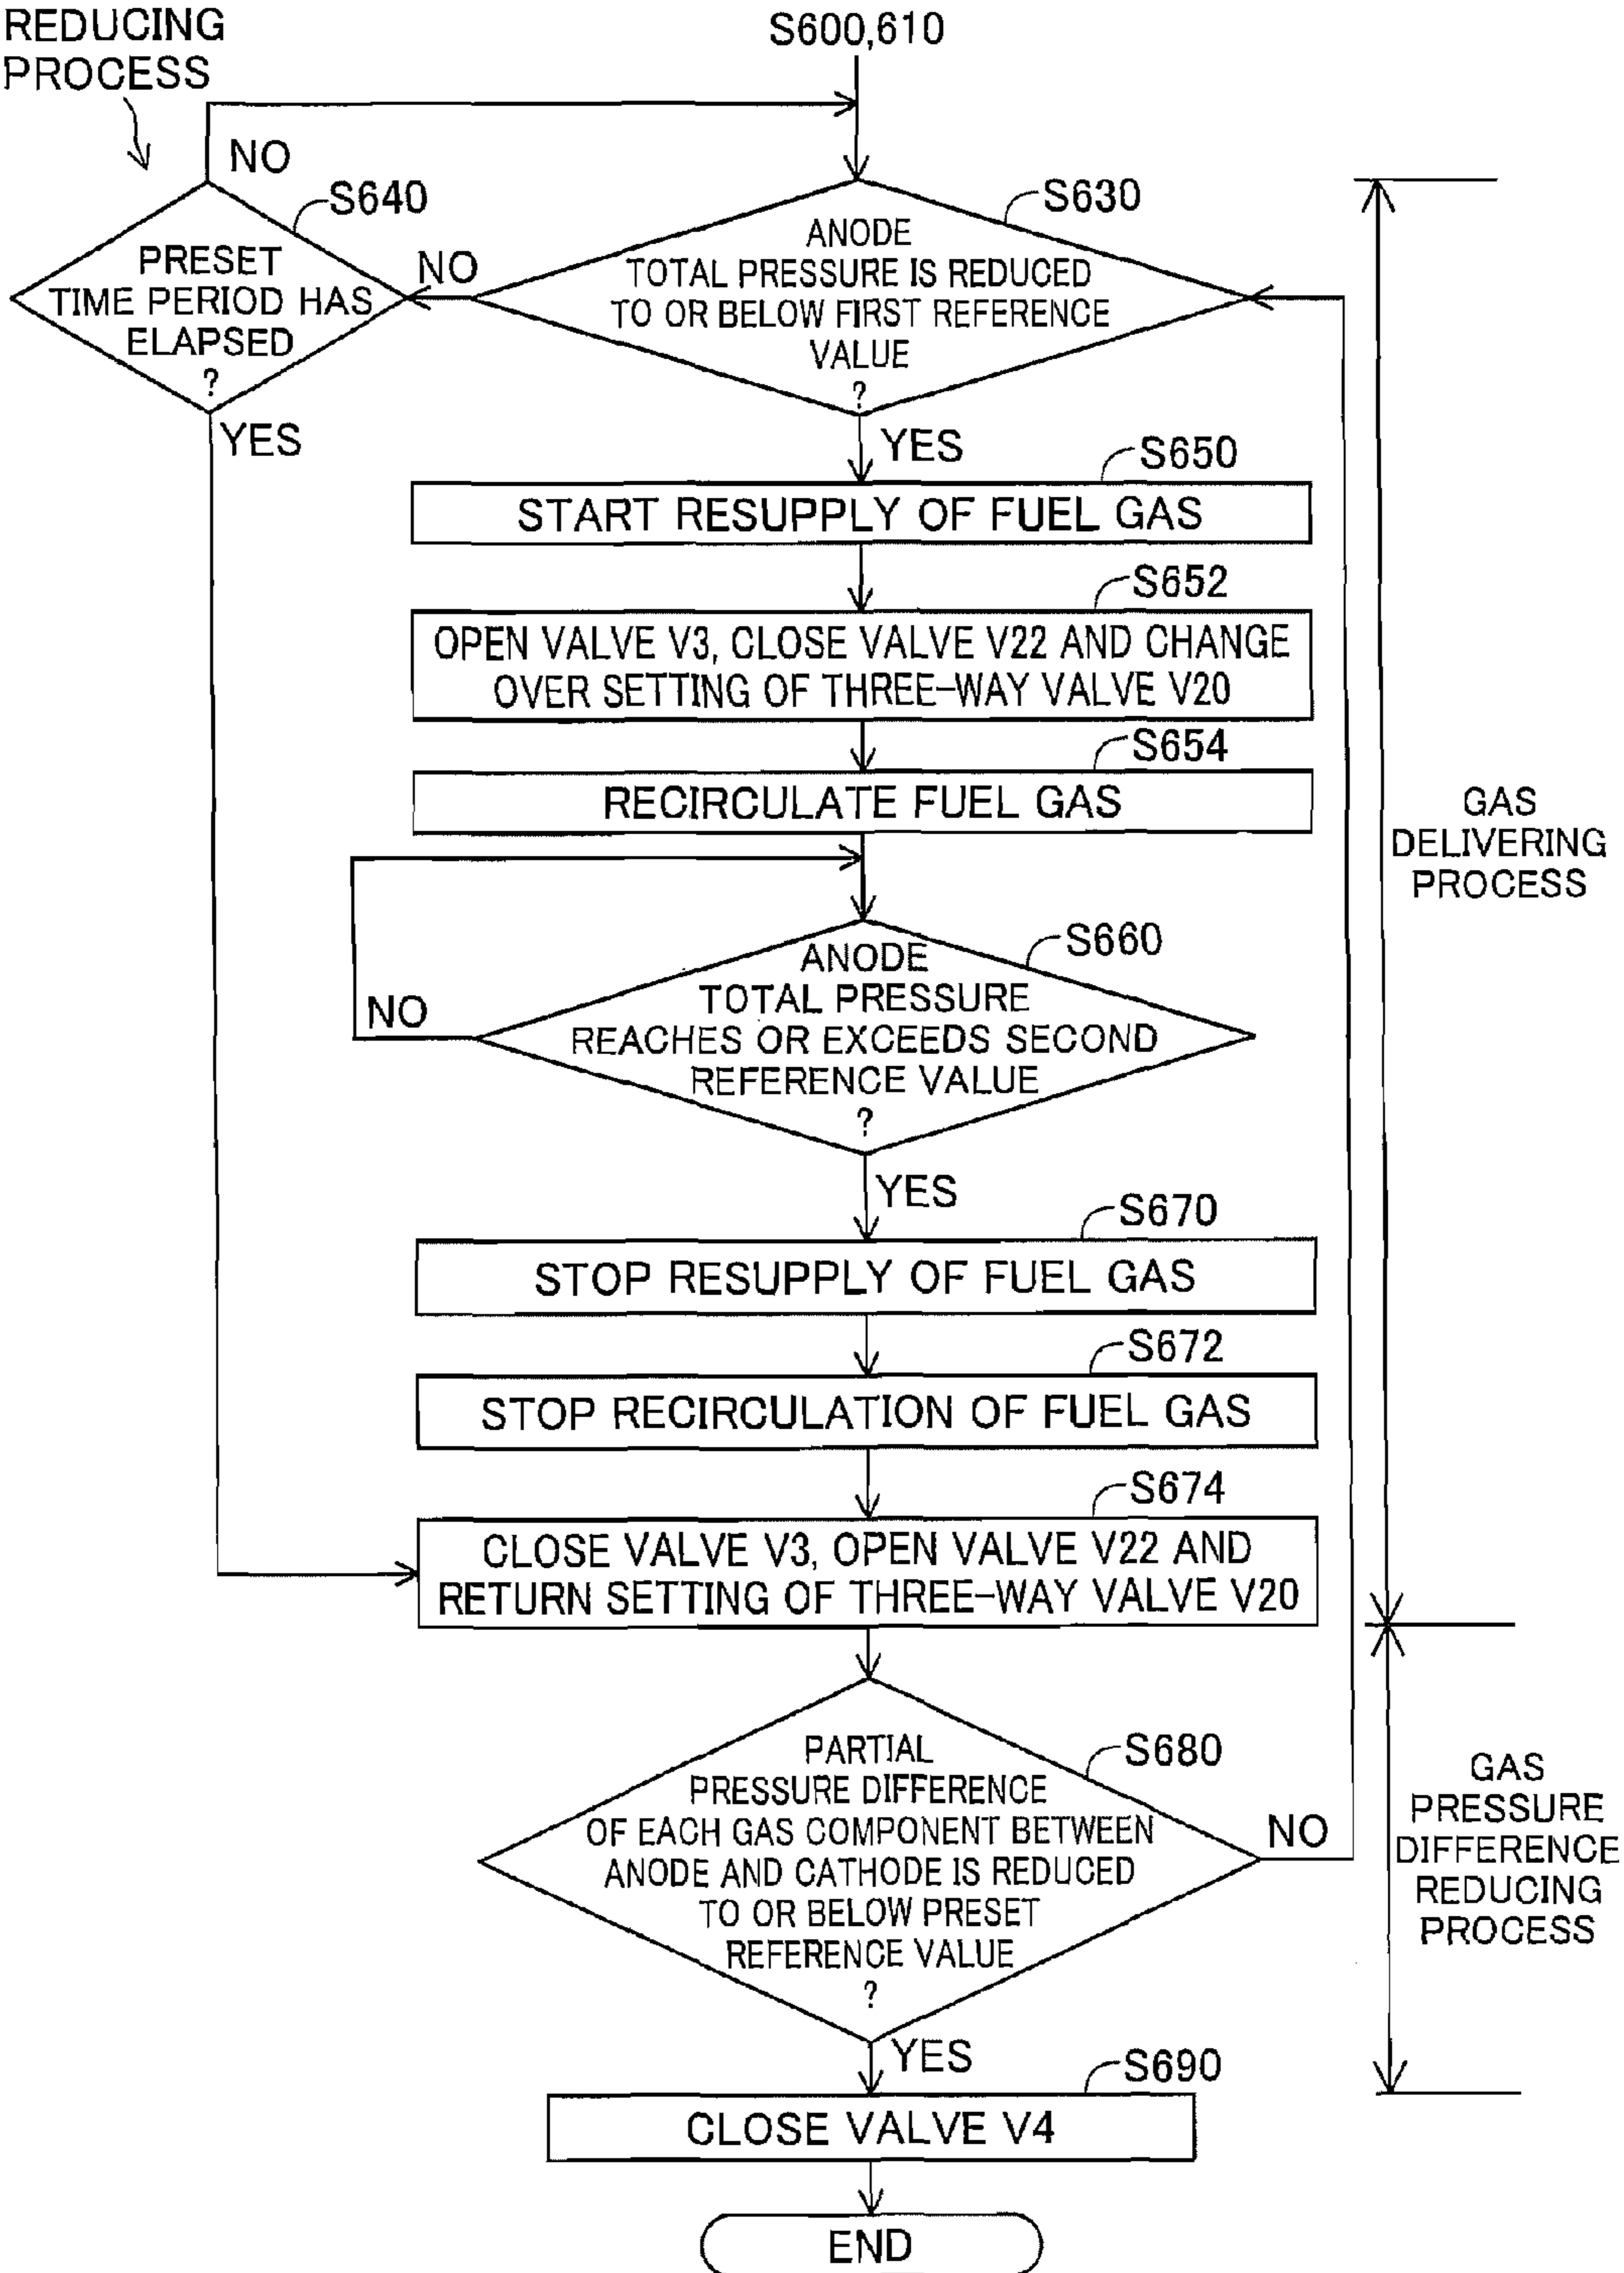 REDUCING
PROCESS
S600,610
NO
S640
S630
PRESET
TIME PERIOD HAS
ELAPSED
?
NO
ANODE
TOTAL PRESSURE IS REDUCED
TO OR BELOW FIRST REFERENCE
VALUE
?
YES
YES
S650
START RESUPPLY OF FUEL GAS
S652
OPEN VALVE V3, CLOSE VALVE V22 AND CHANGE
OVER SETTING OF THREE-WAY VALVE V20
S654
RECIRCULATE FUEL GAS
GAS
DELIVERING
PROCESS
S660
ANODE
TOTAL PRESSURE
REACHES OR EXCEEDS SECOND
REFERENCE VALUE
?
NO
YES
S670
STOP RESUPPLY OF FUEL GAS
S672
STOP RECIRCULATION OF FUEL GAS
S674
CLOSE VALVE V3, OPEN VALVE V22 AND
RETURN SETTING OF THREE-WAY VALVE V20
S680
PARTIAL
PRESSURE DIFFERENCE
OF EACH GAS COMPONENT BETWEEN
ANODE AND CATHODE IS REDUCED
TO OR BELOW PRESET
REFERENCE VALUE
?
NO
GAS
PRESSURE
DIFFERENCE
REDUCING
PROCESS
YES
S690
CLOSE VALVE V4
END